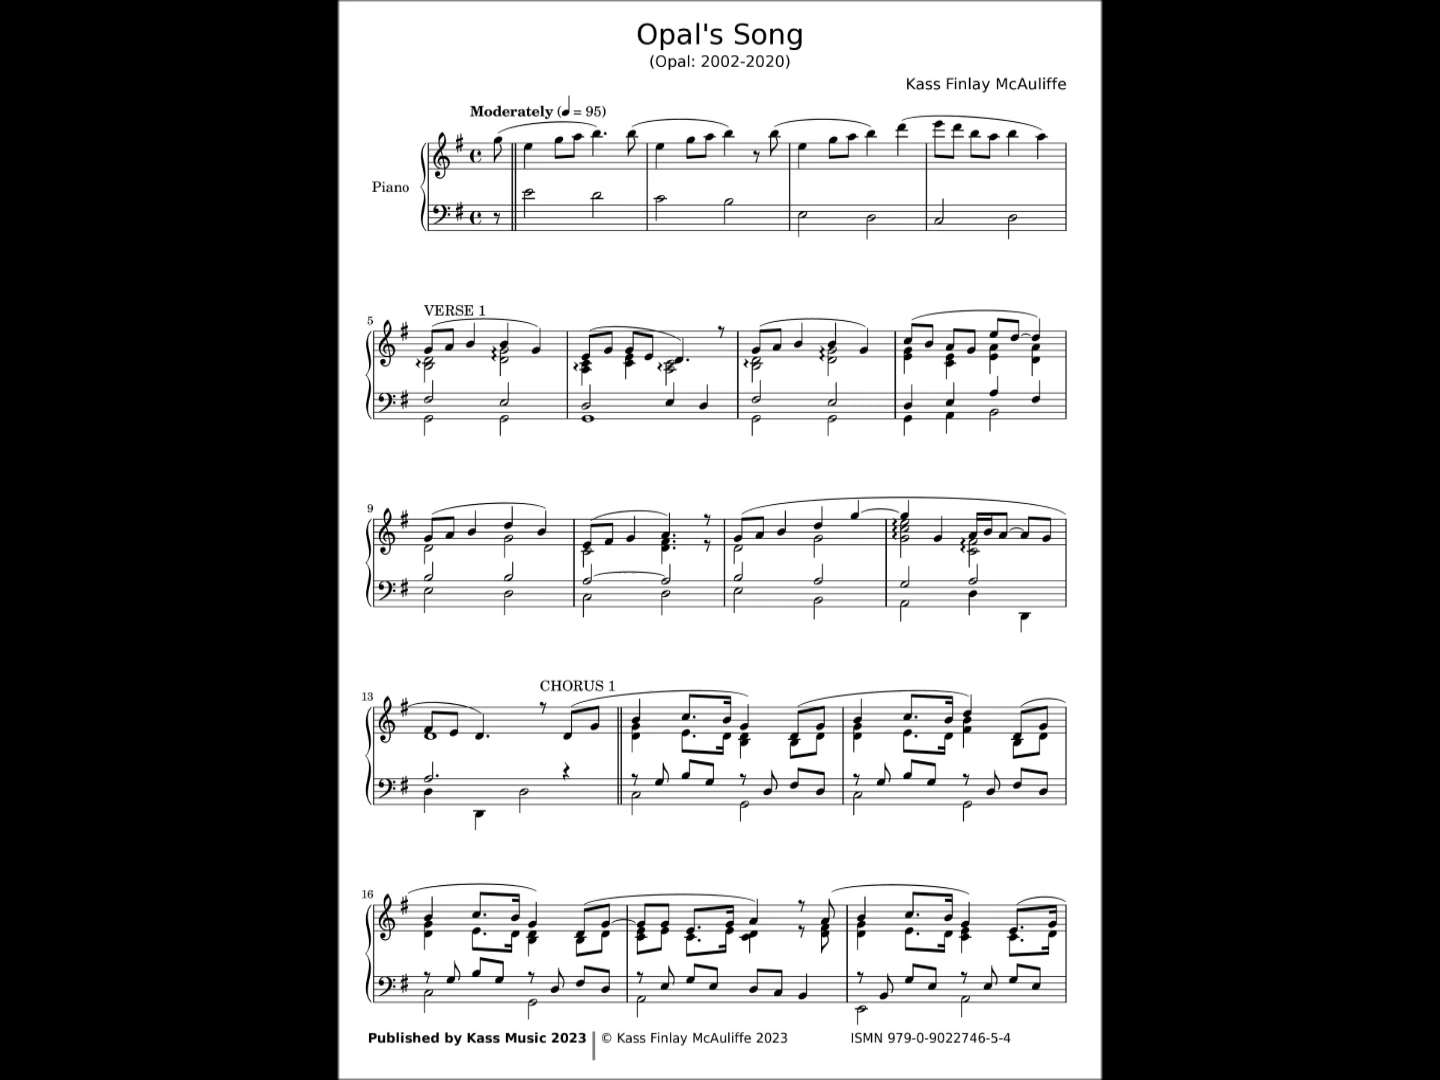 Opal's Song
(Opal: 2002-2020)
Kass Finlay McAuliffe
Moderately (♩ = 95)
Piano
5
VERSE 1
9
13
CHORUS 1
16
Published by Kass Music 2023 | © Kass Finlay McAuliffe 2023 ISMN 979-0-9022746-5-4